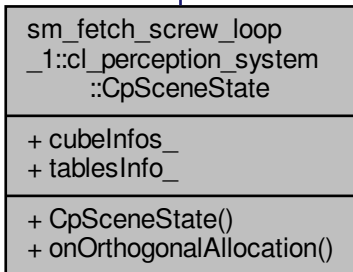 sm_fetch_screw_loop
_1::cl_perception_system
::CpSceneState
+ cubeInfos_
+ tablesInfo_
+ CpSceneState()
+ onOrthogonalAllocation()